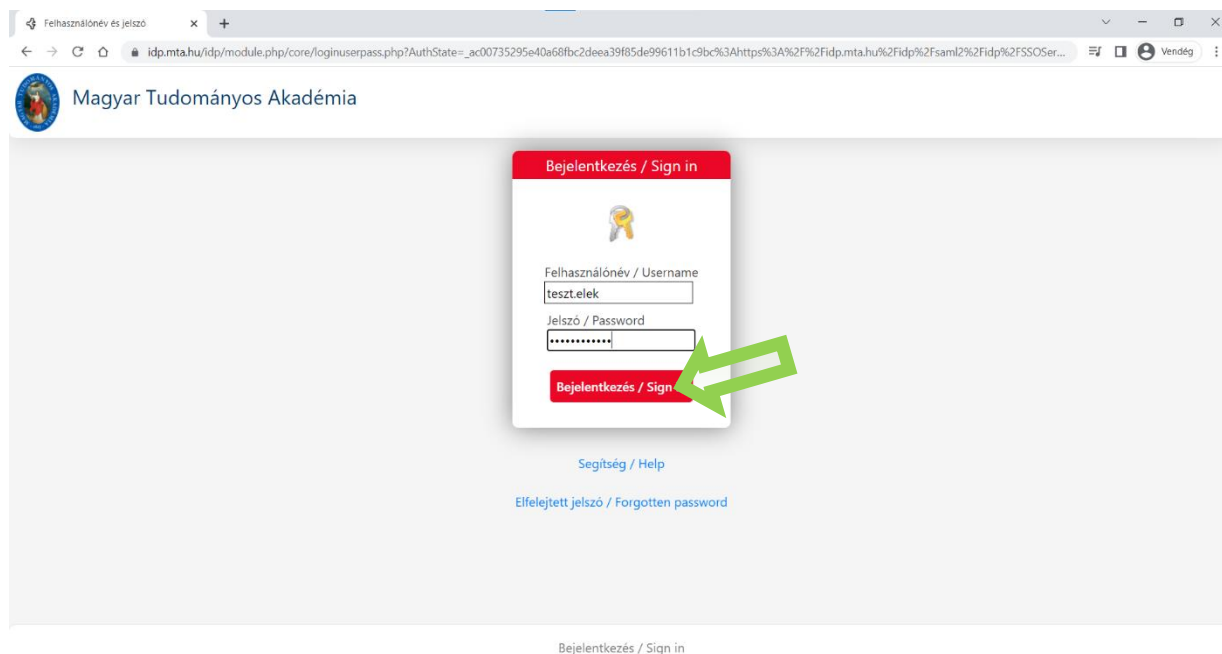 Felhasználónév és jelszó
idp.mta.hu/idp/module.php/core/loginuserpass.php?AuthState=_ac00735295e40a68fbc2deea39f85de99611b1c9bc%3Ahttps%3A%2F%2Fidp.mta.hu%2Fidp%2Fsaml2%2Fidp%2FSSOSer... Vendég
Magyar Tudományos Akadémia
Bejelentkezés / Sign in
Felhasználónév / Username
teszt.elek
Jelszó / Password
••••••••••••
Bejelentkezés / Sign
Segítség / Help
Elfelejtett jelszó / Forgotten password
Bejelentkezés / Sign in